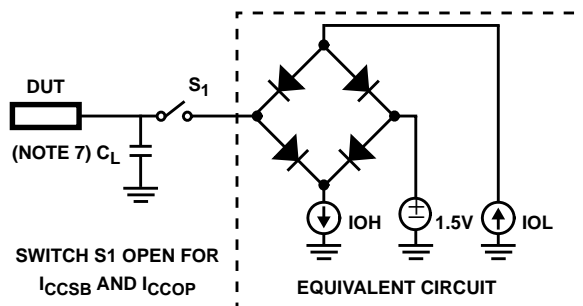 DUT
S1
(NOTE 7) CL
IOH
±
1.5V
IOL
SWITCH S1 OPEN FOR
ICCSB AND ICCOP
EQUIVALENT CIRCUIT